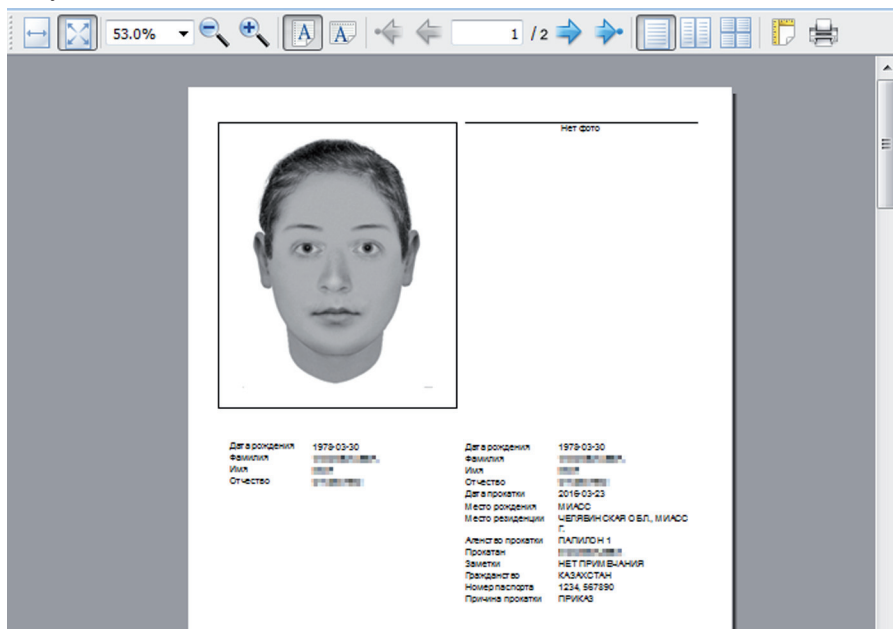 53.0%
1 / 2
Нет фото
Дата рождения 1978-03-30
Фамилия
Имя
Отчество
Дата рождения 1978-03-30
Фамилия
Имя
Отчество
Дата прокатки 2016-03-23
Место рождения МИАСС
Место резиденции ЧЕЛЯБИНСКАЯ ОБЛ., МИАСС
Г.
Агенство прокатки ПАПИЛОН 1
Прокатан
Заметки НЕТ ПРИМЕЧАНИЯ
Гражданство КАЗАХСТАН
Номер паспорта 1234, 567890
Причина прокатки ПРИКАЗ